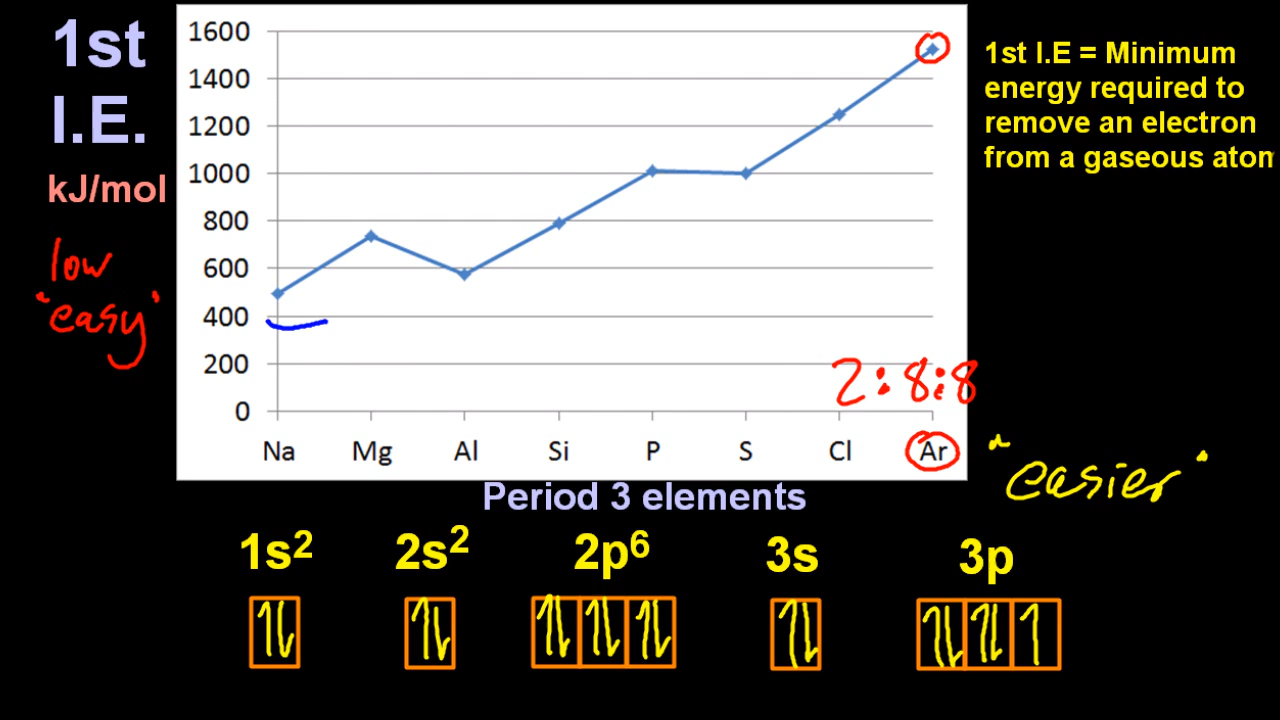 1st
I.E.
kJ/mol
low
"easy"
1600
1400
1200
1000
800
600
400
200
0
2:8:8
Na Mg Al Si P S Cl Ar
Period 3 elements
1st I.E = Minimum
energy required to
remove an electron
from a gaseous atom
"easier"
1s² 2s² 2p⁶ 3s 3p